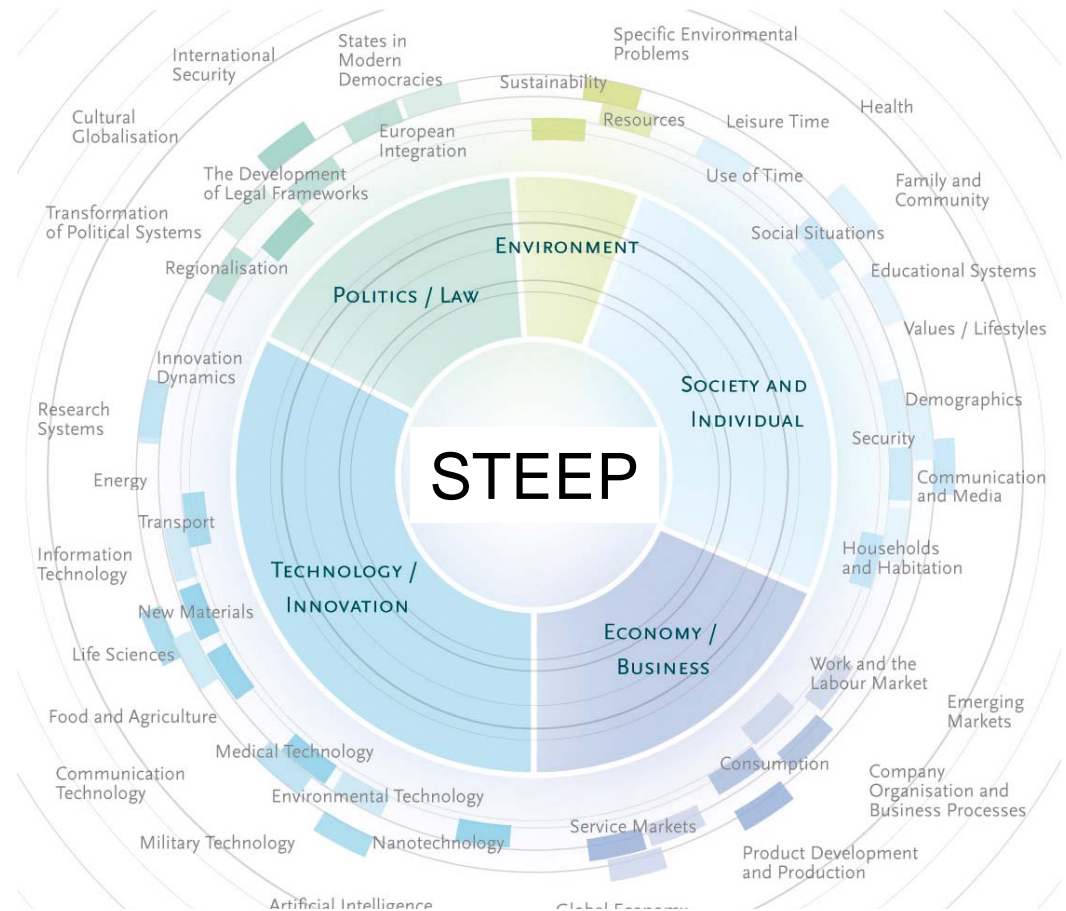 International
Security
States in
Modern
Democracies
Specific Environmental
Problems
Sustainability
Cultural
Globalisation
European
Integration
Resources
Leisure Time
Health
The Development
of Legal Frameworks
Use of Time
Family and
Community
Transformation
of Political Systems
Social Situations
Regionalisation
Educational Systems
ENVIRONMENT
POLITICS / LAW
Values / Lifestyles
Innovation
Dynamics
SOCIETY AND
INDIVIDUAL
Demographics
Research
Systems
Security
STEEP
Energy
Communication
and Media
Transport
Information
Technology
Households
and Habitation
TECHNOLOGY /
INNOVATION
New Materials
ECONOMY /
BUSINESS
Life Sciences
Work and the
Labour Market
Food and Agriculture
Emerging
Markets
Medical Technology
Consumption
Communication
Technology
Company
Organisation and
Business Processes
Environmental Technology
Service Markets
Military Technology
Nanotechnology
Product Development
and Production
Artificial Intelligence
Global Economy